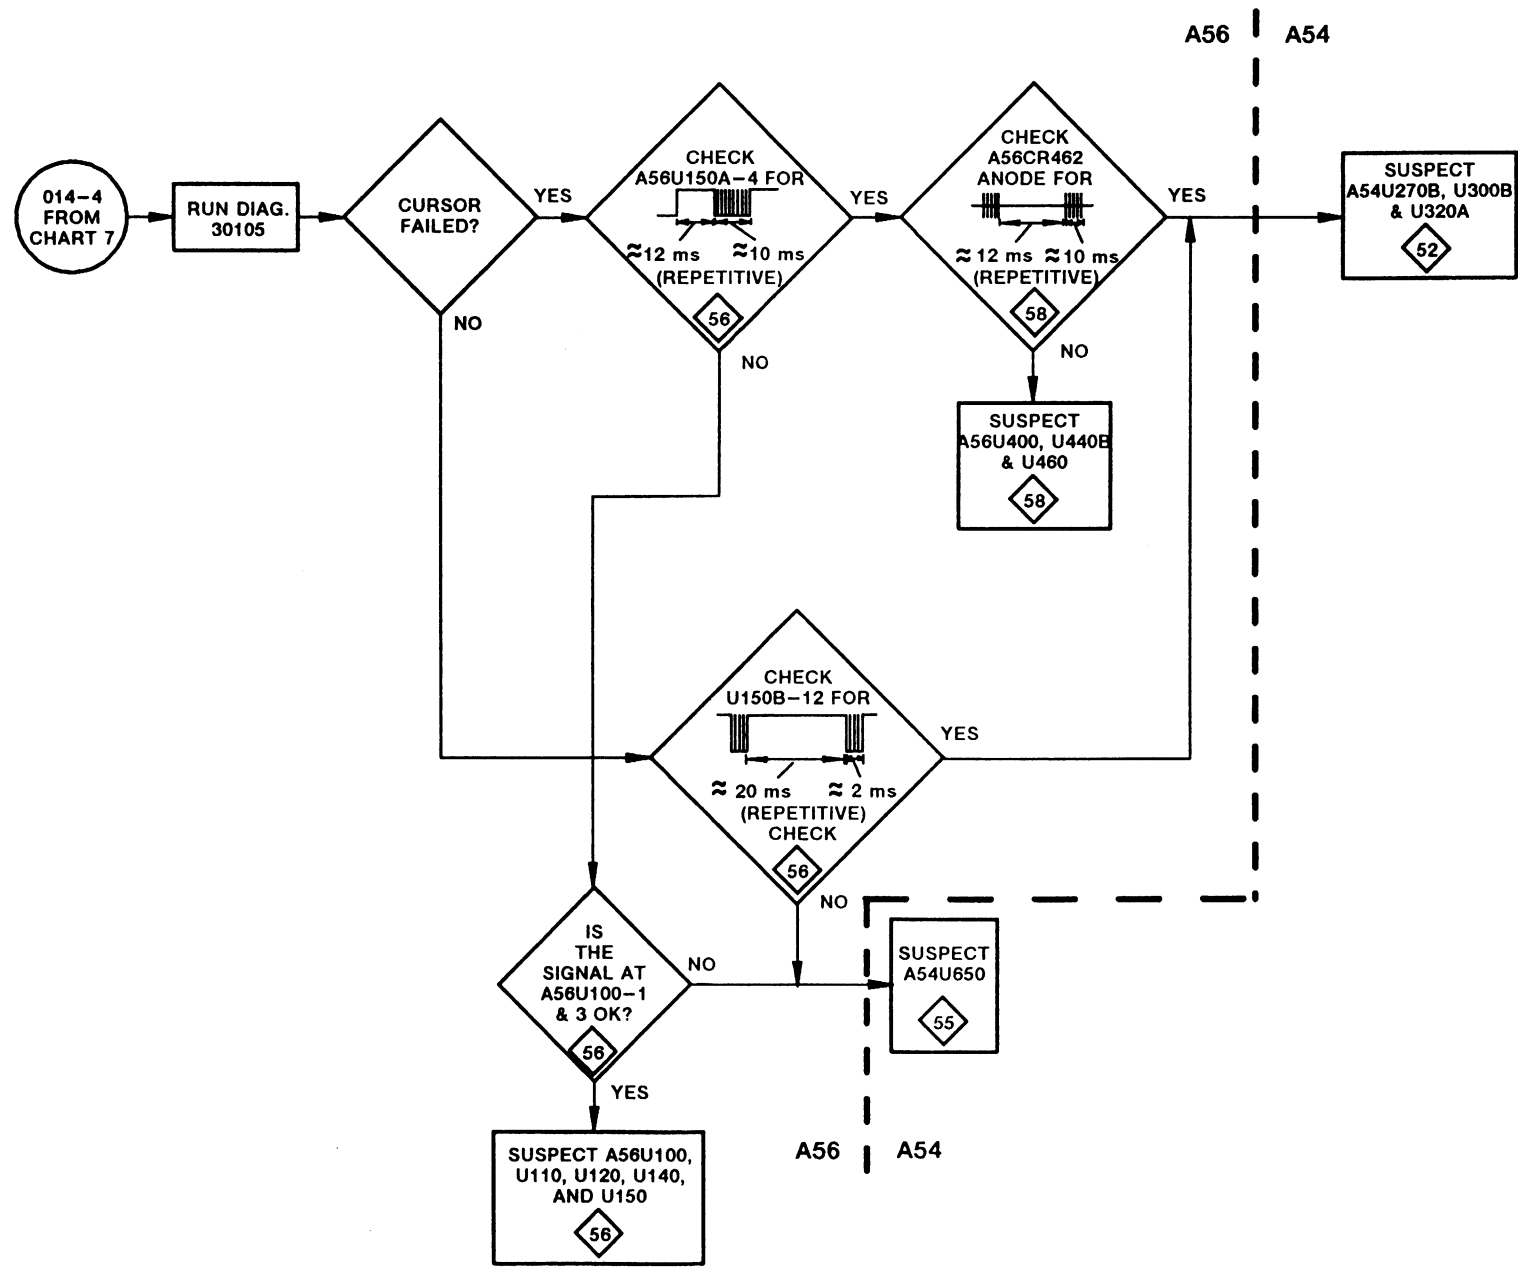 A56 A54
014-4
FROM
CHART 7
RUN DIAG.
30105
CURSOR
FAILED?
YES
NO
CHECK
A56U150A-4 FOR
≈12 ms ≈10 ms
(REPETITIVE)
56
YES
NO
CHECK
A56CR462
ANODE FOR
≈12 ms ≈10 ms
(REPETITIVE)
58
YES
NO
SUSPECT
A54U270B, U300B
& U320A
52
SUSPECT
A56U400, U440B
& U460
58
CHECK
U150B-12 FOR
≈ 20 ms ≈ 2 ms
(REPETITIVE)
CHECK
56
YES
NO
IS
THE
SIGNAL AT
A56U100-1
& 3 OK?
56
NO
YES
SUSPECT
A54U650
55
SUSPECT A56U100,
U110, U120, U140,
AND U150
56
A56 A54